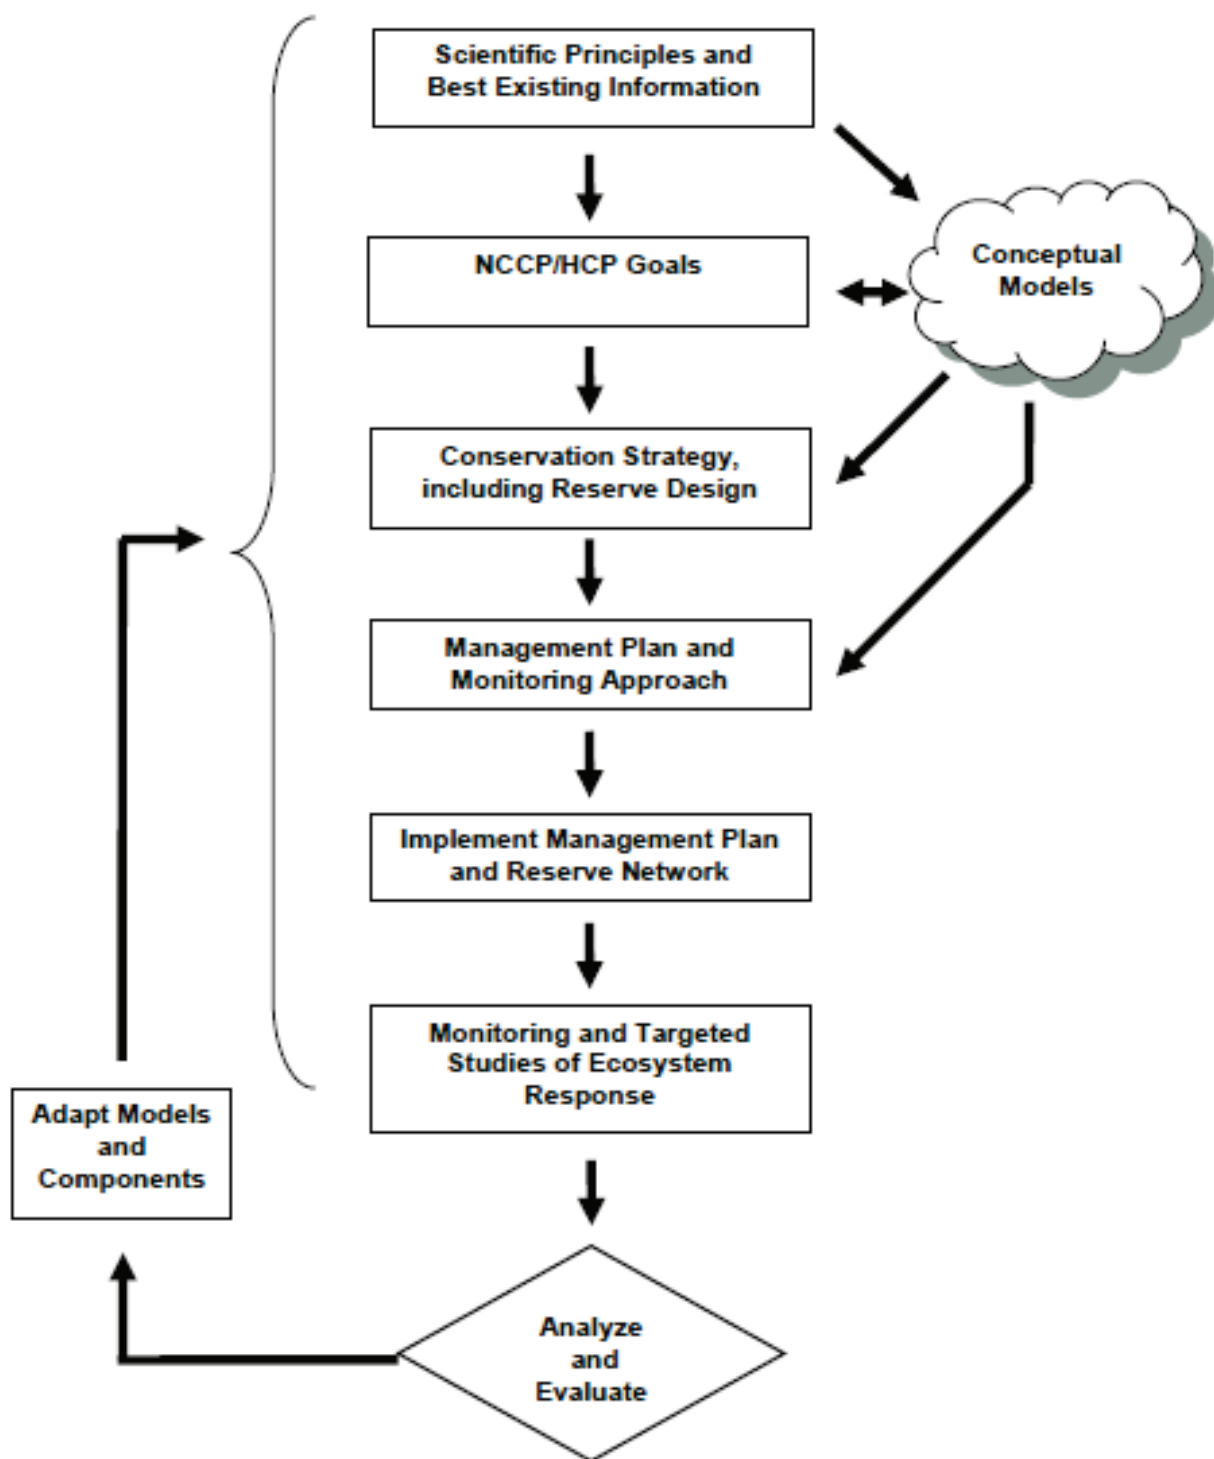 Scientific Principles and
Best Existing Information
NCCP/HCP Goals
Conceptual
Models
Conservation Strategy,
including Reserve Design
Management Plan and
Monitoring Approach
Implement Management Plan
and Reserve Network
Monitoring and Targeted
Studies of Ecosystem
Response
Adapt Models
and
Components
Analyze
and
Evaluate